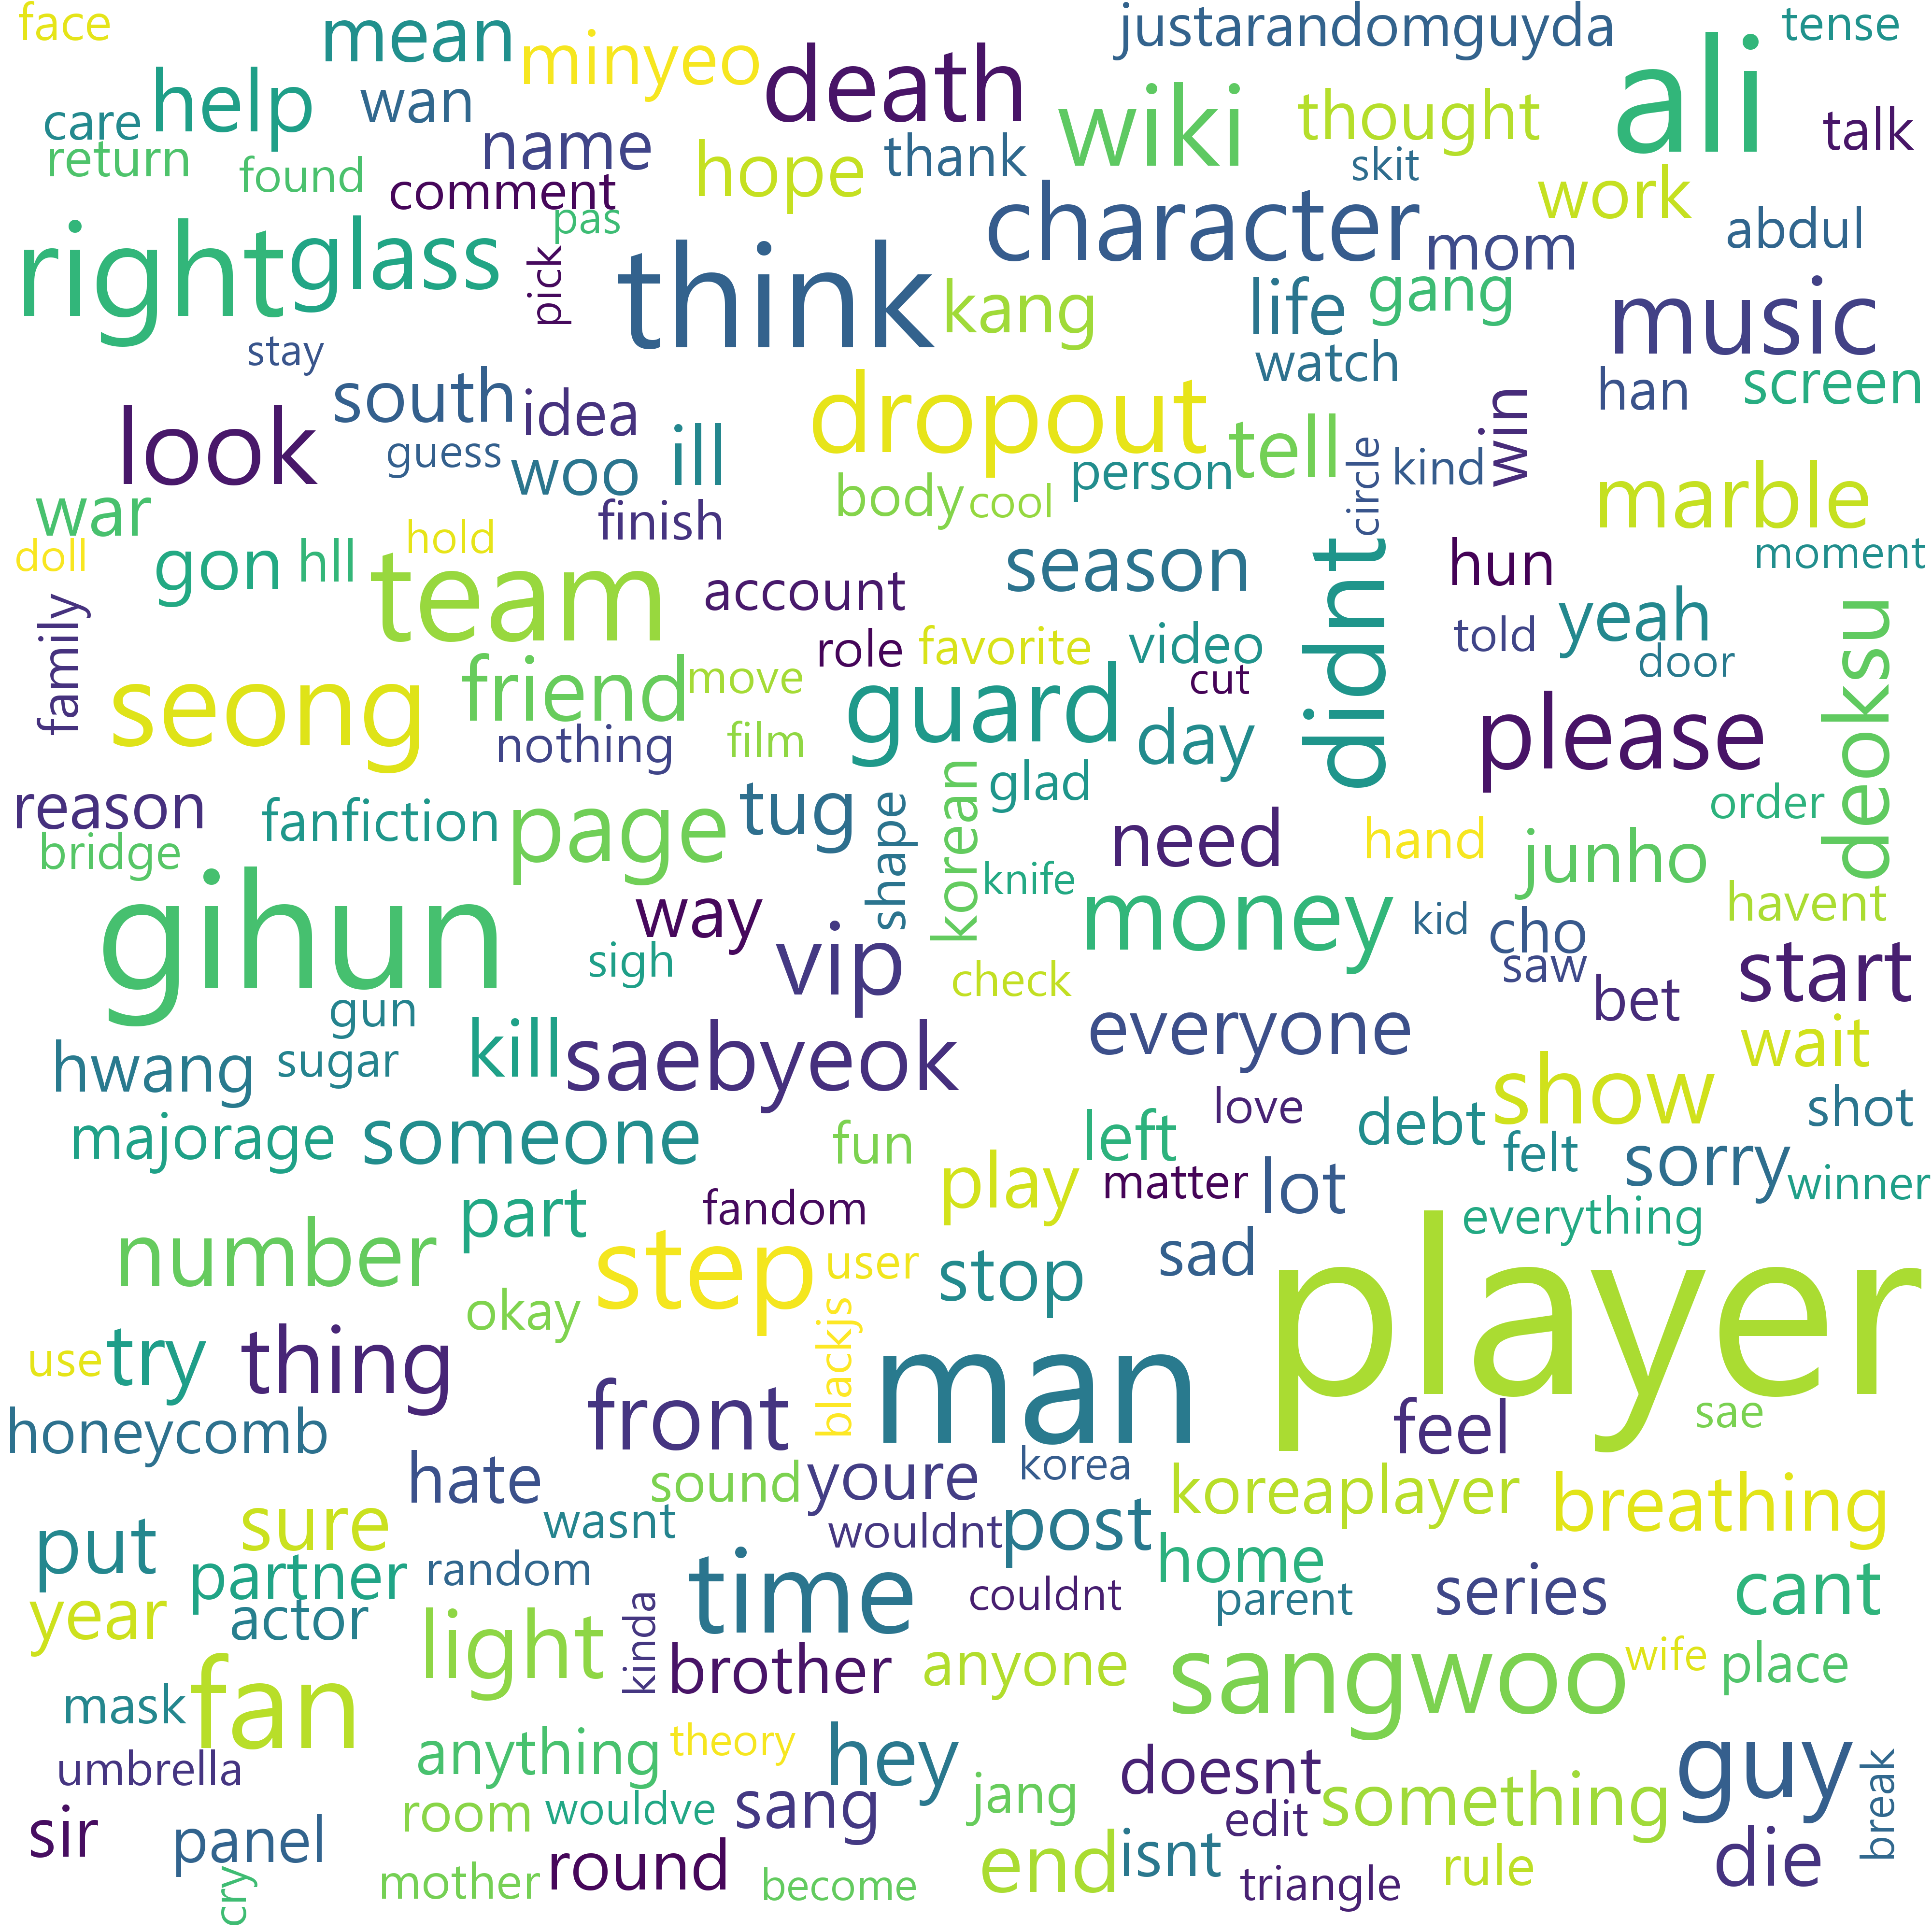 face
mean
minyeo
death
justarandomguyda
tense
care
help
wan
name
hope
thank
wiki
thought
ali
talk
return
found
comment
pas
skit
work
right
glass
pick
think
character
mom
abdul
kang
life
gang
music
stay
south
idea
dropout
watch
han
screen
look
guess
woo
ill
body
cool
person
tell
circle
kind
win
marble
war
finish
doll
gon
hll
hold
team
account
season
didnt
hun
moment
family
role
favorite
video
told
yeah
door
deoksu
seong
friend
move
nothing
film
guard
cut
day
please
reason
bridge
fanfiction
page
tug
shape
korean
glad
knife
need
hand
junho
order
gihun
way
sigh
vip
check
money
kid
cho
saw
havent
bet
start
gun
hwang
sugar
kill
saebyeok
everyone
wait
majorage
someone
fun
left
love
debt
show
shot
felt
sorry
winner
part
fandom
play
matter
lot
everything
number
step
user
stop
sad
player
okay
blackjs
use
try
thing
front
man
feel
sae
honeycomb
hate
sound
youre
korea
koreaplayer
breathing
put
sure
wasnt
wouldnt
post
home
partner
random
time
couldnt
parent
series
cant
year
actor
light
kinda
brother
anyone
sangwoo
wife
place
mask
fan
umbrella
anything
theory
hey
doesnt
guy
break
sir
panel
room
wouldve
sang
jang
edit
something
cry
mother
round
become
end
isnt
triangle
rule
die